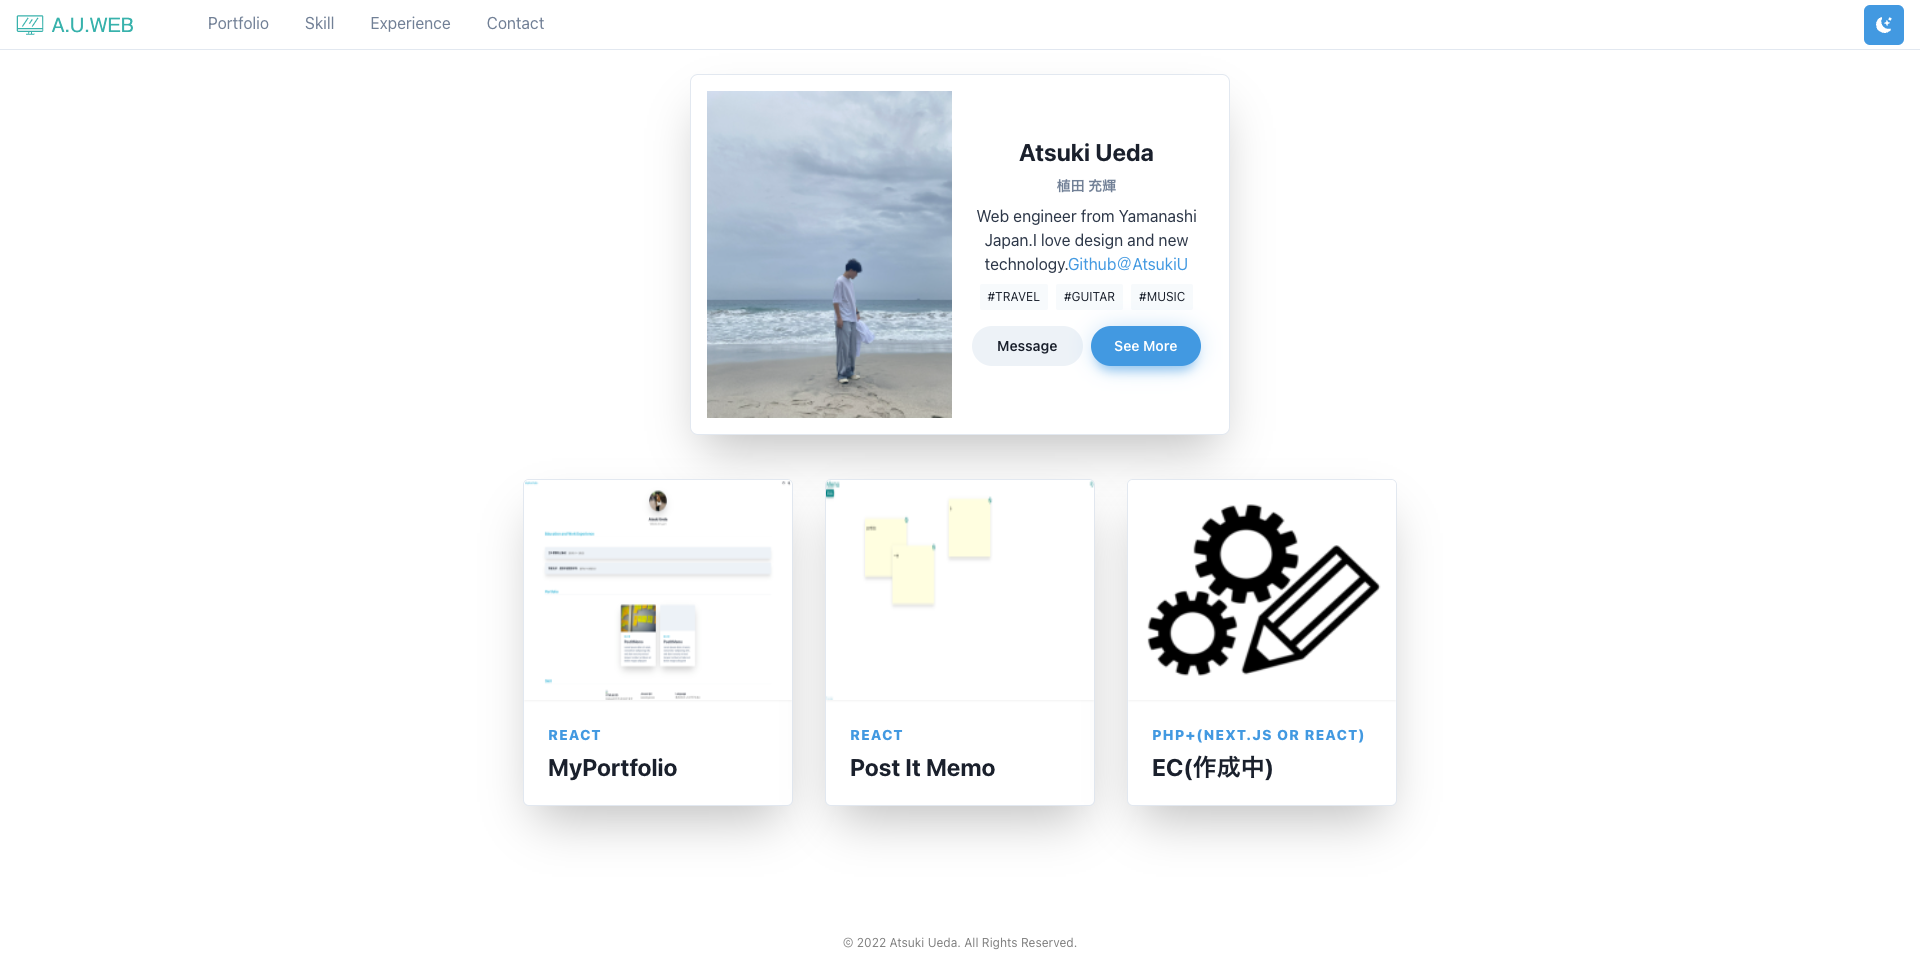 A.U.WEB
Portfolio
Skill
Experience
Contact
Atsuki Ueda
植田 充輝
Web engineer from Yamanashi
Japan.I love design and new
technology.Github@AtsukiU
#TRAVEL #GUITAR #MUSIC
Message
See More
REACT
MyPortfolio
REACT
Post It Memo
PHP+(NEXT.JS OR REACT)
EC(作成中)
© 2022 Atsuki Ueda. All Rights Reserved.